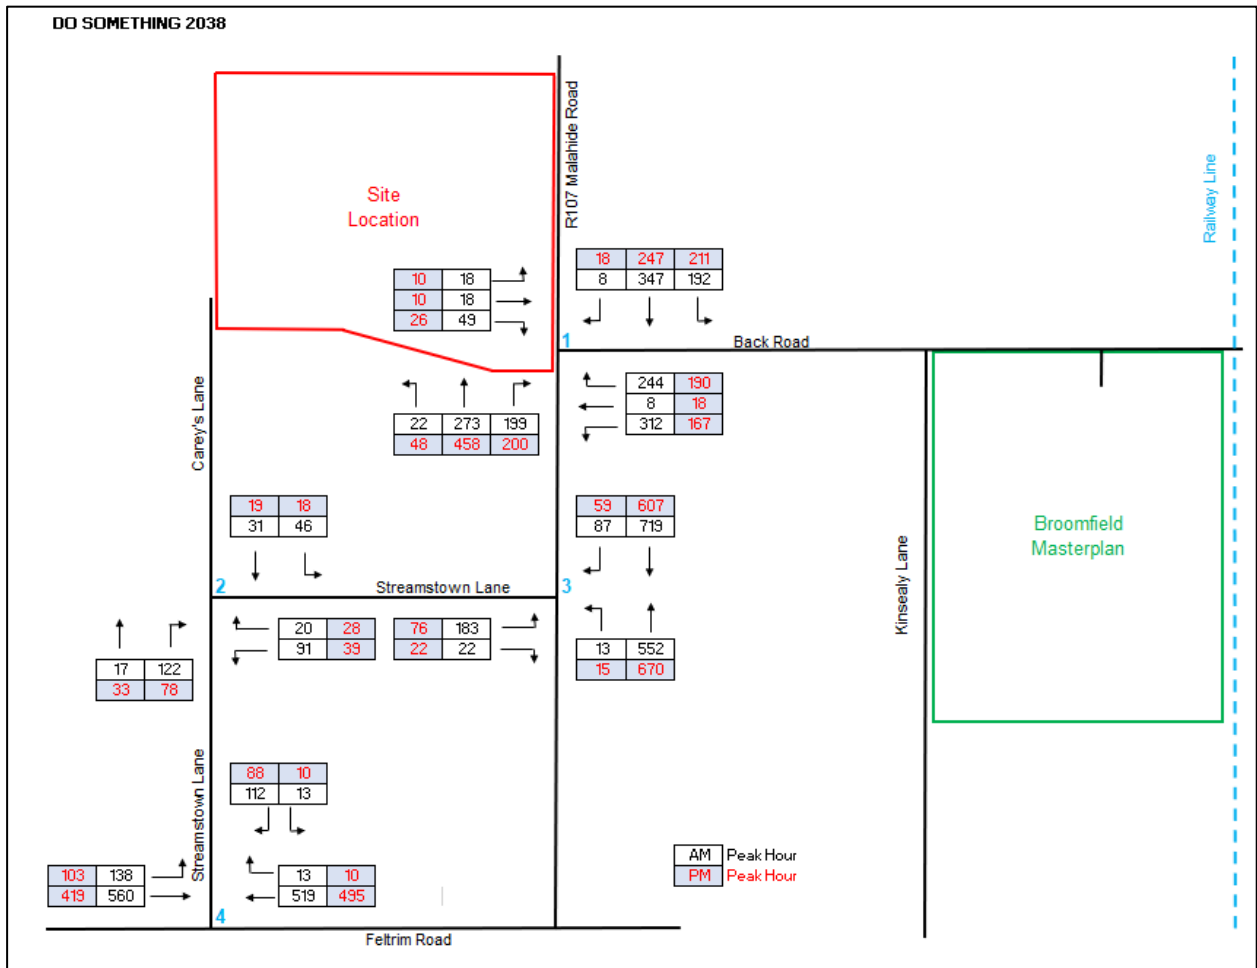 DO SOMETHING 2038
R107 Malahide Road
Railway Line
Site
Location
18 247 211
8 347 192
10 18
10 18
26 49
1
Back Road
244 190
8 18
312 167
22 273 199
48 458 200
Carey's Lane
19 18
31 46
59 607
87 719
Broomfield
Masterplan
Kinsealy Lane
2
Streamstown Lane
3
20 28
91 39
76 183
22 22
13 552
15 670
17 122
33 78
Streamstown Lane
88 10
112 13
AM Peak Hour
PM Peak Hour
103 138
419 560
13 10
519 495
4
Feltrim Road